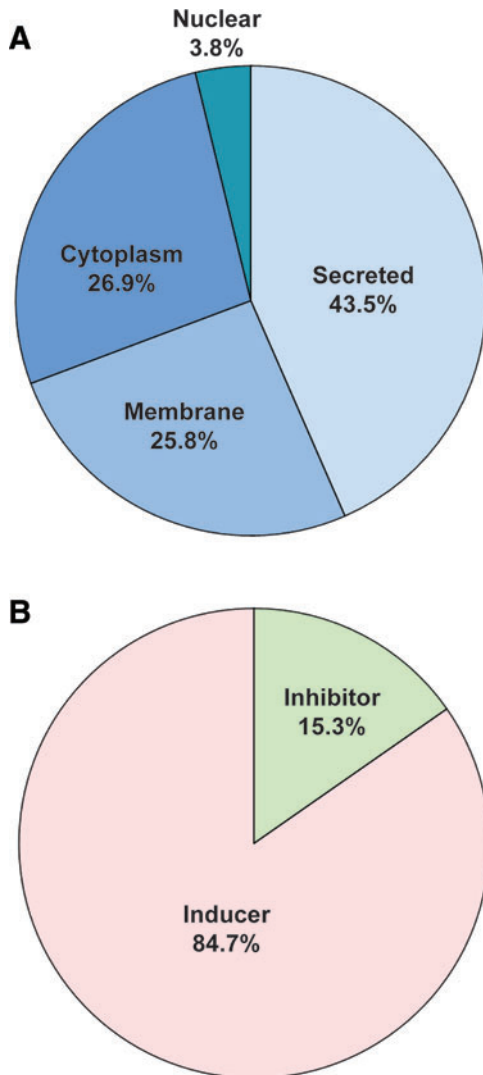 A
Nuclear
3.8%
Cytoplasm
26.9%
Secreted
43.5%
Membrane
25.8%
B
Inhibitor
15.3%
Inducer
84.7%